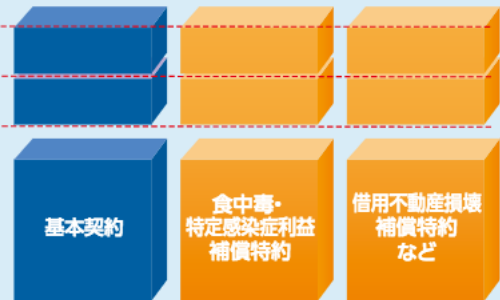 基本契約
食中毒・
特定感染症利益
補償特約
借用不動産損壊
補償特約
など